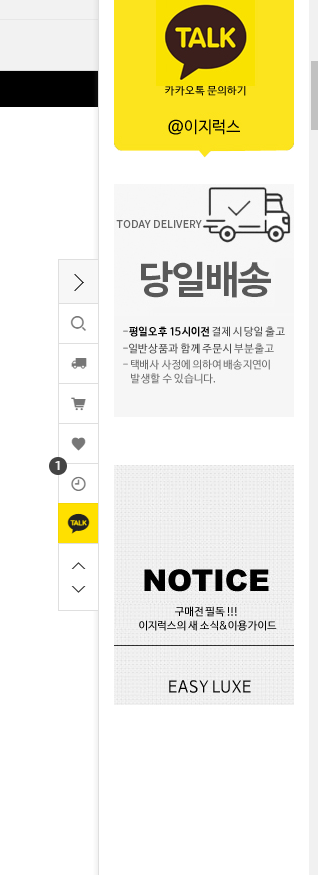 TALK
카카오톡 문의하기
@이지럭스
TODAY DELIVERY
당일배송
-평일오후 15시이전 결제 시 당일 출고
-일반상품과 함께 주문시 부분출고
- 택배사 사정에 의하여 배송지연이
발생할 수 있습니다.
1
TALK
NOTICE
구매전 필독 !!!
이지럭스의 새 소식&이용가이드
EASY LUXE